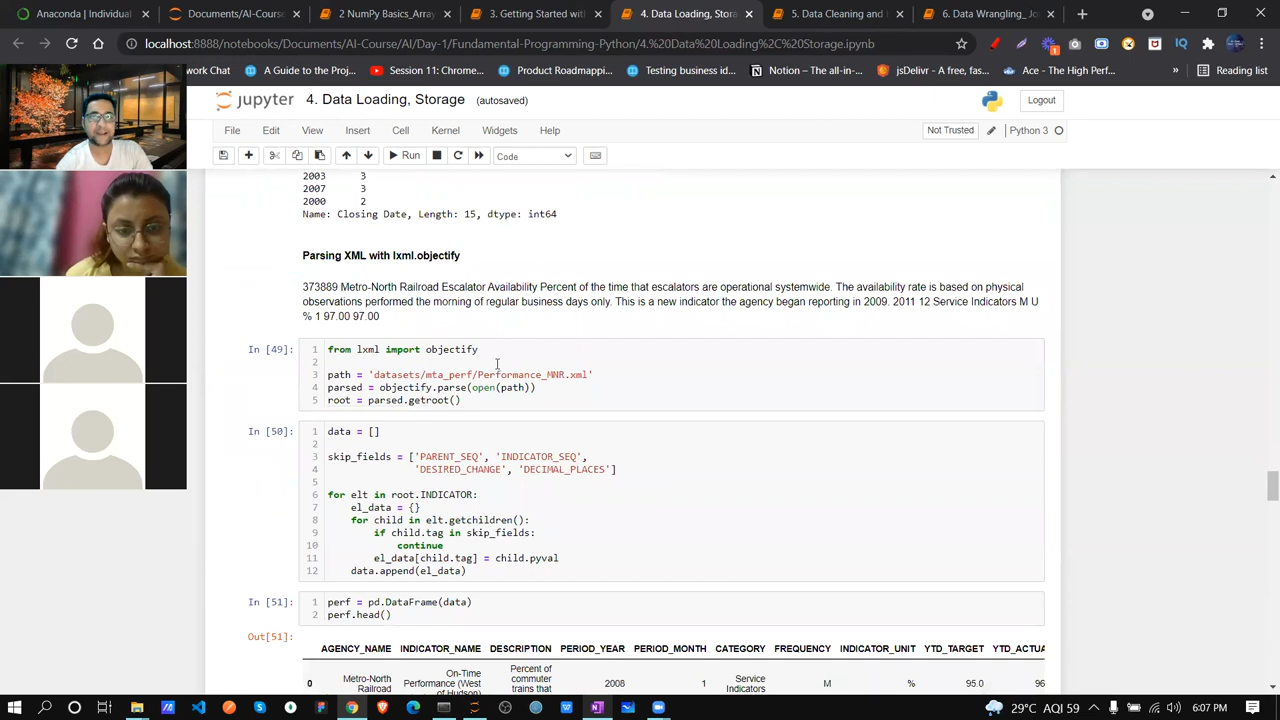 Anaconda | Individual
Documents/AI-Course
2 NumPy Basics_Array
3. Getting Started with
4. Data Loading, Stora
5. Data Cleaning and
6. Data Wrangling_ Jo
localhost:8888/notebooks/Documents/AI-Course/AI/Day-1/Fundamental-Programming-Python/4.%20Data%20Loading%2C%20Storage.ipynb
work Chat
A Guide to the Proj...
Session 11: Chrome...
Product Roadmappi...
Testing business id...
Notion – The all-in-...
jsDelivr - A free, fas...
Ace - The High Perf...
»
Reading list
jupyter
4. Data Loading, Storage
(autosaved)
Logout
File
Edit
View
Insert
Cell
Kernel
Widgets
Help
Not Trusted
Python 3
Run
Code
2003 3
2007 3
2000 2
Name: Closing Date, Length: 15, dtype: int64
Parsing XML with lxml.objectify
373889 Metro-North Railroad Escalator Availability Percent of the time that escalators are operational systemwide. The availability rate is based on physical
observations performed the morning of regular business days only. This is a new indicator the agency began reporting in 2009. 2011 12 Service Indicators M U
% 1 97.00 97.00
In [49]:
1 from lxml import objectify
2
3 path = 'datasets/mta_perf/Performance_MNR.xml'
4 parsed = objectify.parse(open(path))
5 root = parsed.getroot()
In [50]:
1 data = []
2
3 skip_fields = ['PARENT_SEQ', 'INDICATOR_SEQ',
4 'DESIRED_CHANGE', 'DECIMAL_PLACES']
5
6 for elt in root.INDICATOR:
7 el_data = {}
8 for child in elt.getchildren():
9 if child.tag in skip_fields:
10 continue
11 el_data[child.tag] = child.pyval
12 data.append(el_data)
In [51]:
1 perf = pd.DataFrame(data)
2 perf.head()
Out[51]:
AGENCY_NAME INDICATOR_NAME DESCRIPTION PERIOD_YEAR PERIOD_MONTH CATEGORY FREQUENCY INDICATOR_UNIT YTD_TARGET YTD_ACTUA
0
Metro-North
Railroad
On-Time
Performance (West
of Hudson)
Percent of
commuter
trains that
2008
1
Service
Indicators
M
%
95.0
96
29°C AQI 59
ENG
6:07 PM